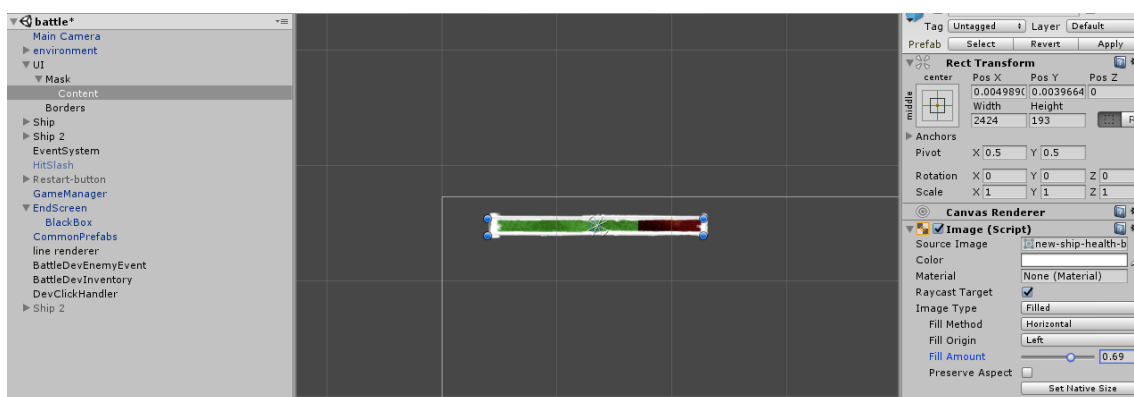 battle*
Main Camera
environment
UI
Mask
Content
Borders
Ship
Ship 2
EventSystem
HitSlash
Restart-button
GameManager
EndScreen
BlackBox
CommonPrefabs
line renderer
BattleDevEnemyEvent
BattleDevInventory
DevClickHandler
Ship 2
Tag Untagged Layer Default
Prefab Select Revert Apply
Rect Transform
center Pos X Pos Y Pos Z
middle 0.004989( 0.0039664 0
Width Height
2424 193 R
Anchors
Pivot X 0.5 Y 0.5
Rotation X 0 Y 0 Z 0
Scale X 1 Y 1 Z 1
Canvas Renderer
Image (Script)
Source Image new-ship-health-b
Color
Material None (Material)
Raycast Target
Image Type Filled
Fill Method Horizontal
Fill Origin Left
Fill Amount 0.69
Preserve Aspect
Set Native Size